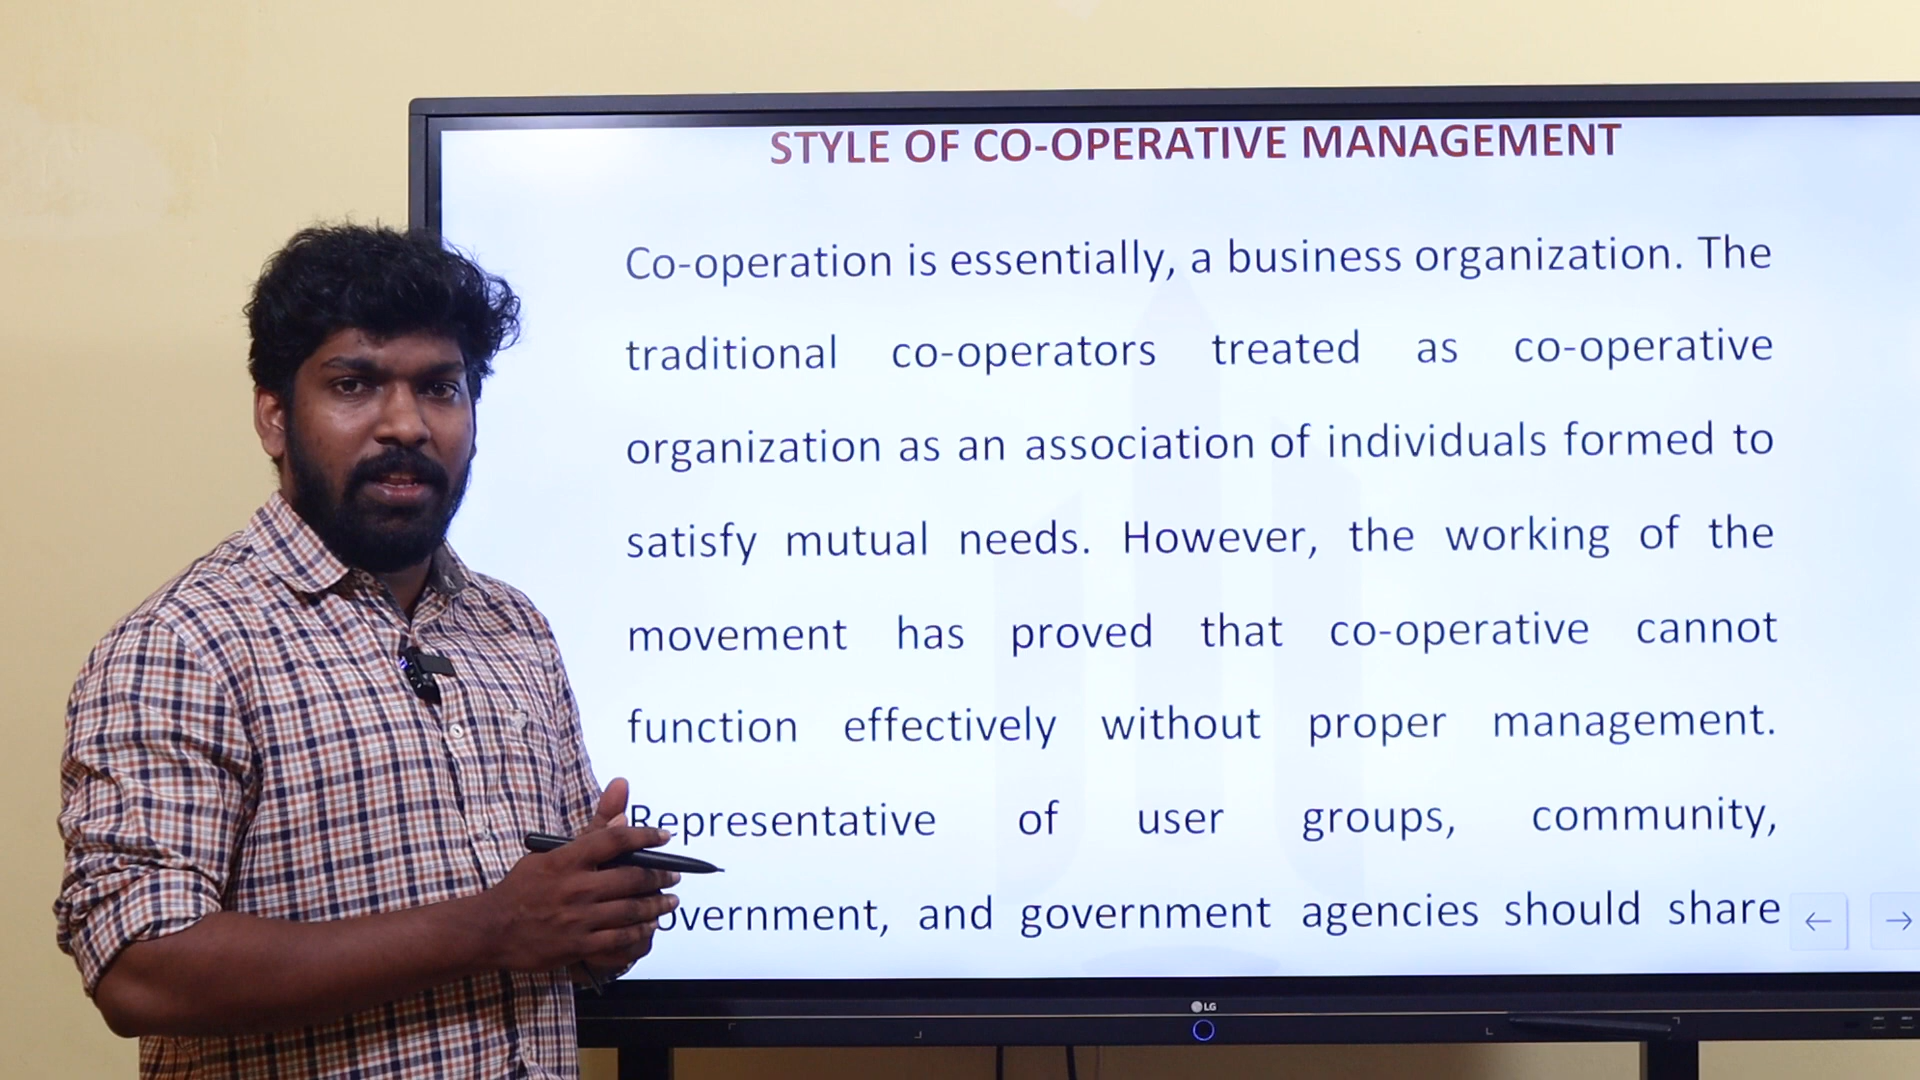 STYLE OF CO-OPERATIVE MANAGEMENT
Co-operation is essentially, a business organization. The
traditional co-operators treated as co-operative
organization as an association of individuals formed to
satisfy mutual needs. However, the working of the
movement has proved that co-operative cannot
function effectively without proper management.
Representative of user groups, community,
overnment, and government agencies should share
LG